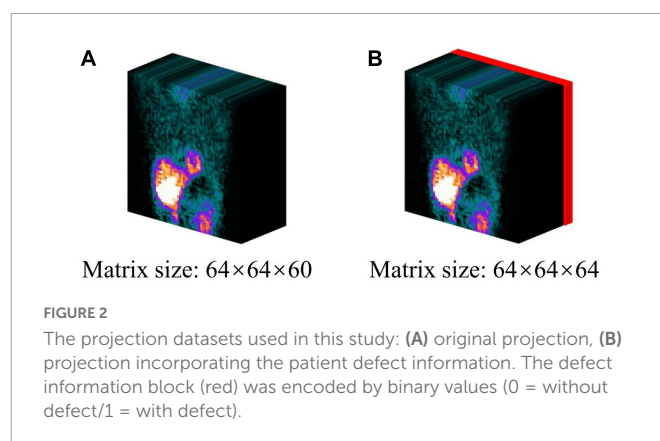 A
B
Matrix size: 64×64×60
Matrix size: 64×64×64
FIGURE 2
The projection datasets used in this study: (A) original projection, (B)
projection incorporating the patient defect information. The defect
information block (red) was encoded by binary values (0 = without
defect/1 = with defect).